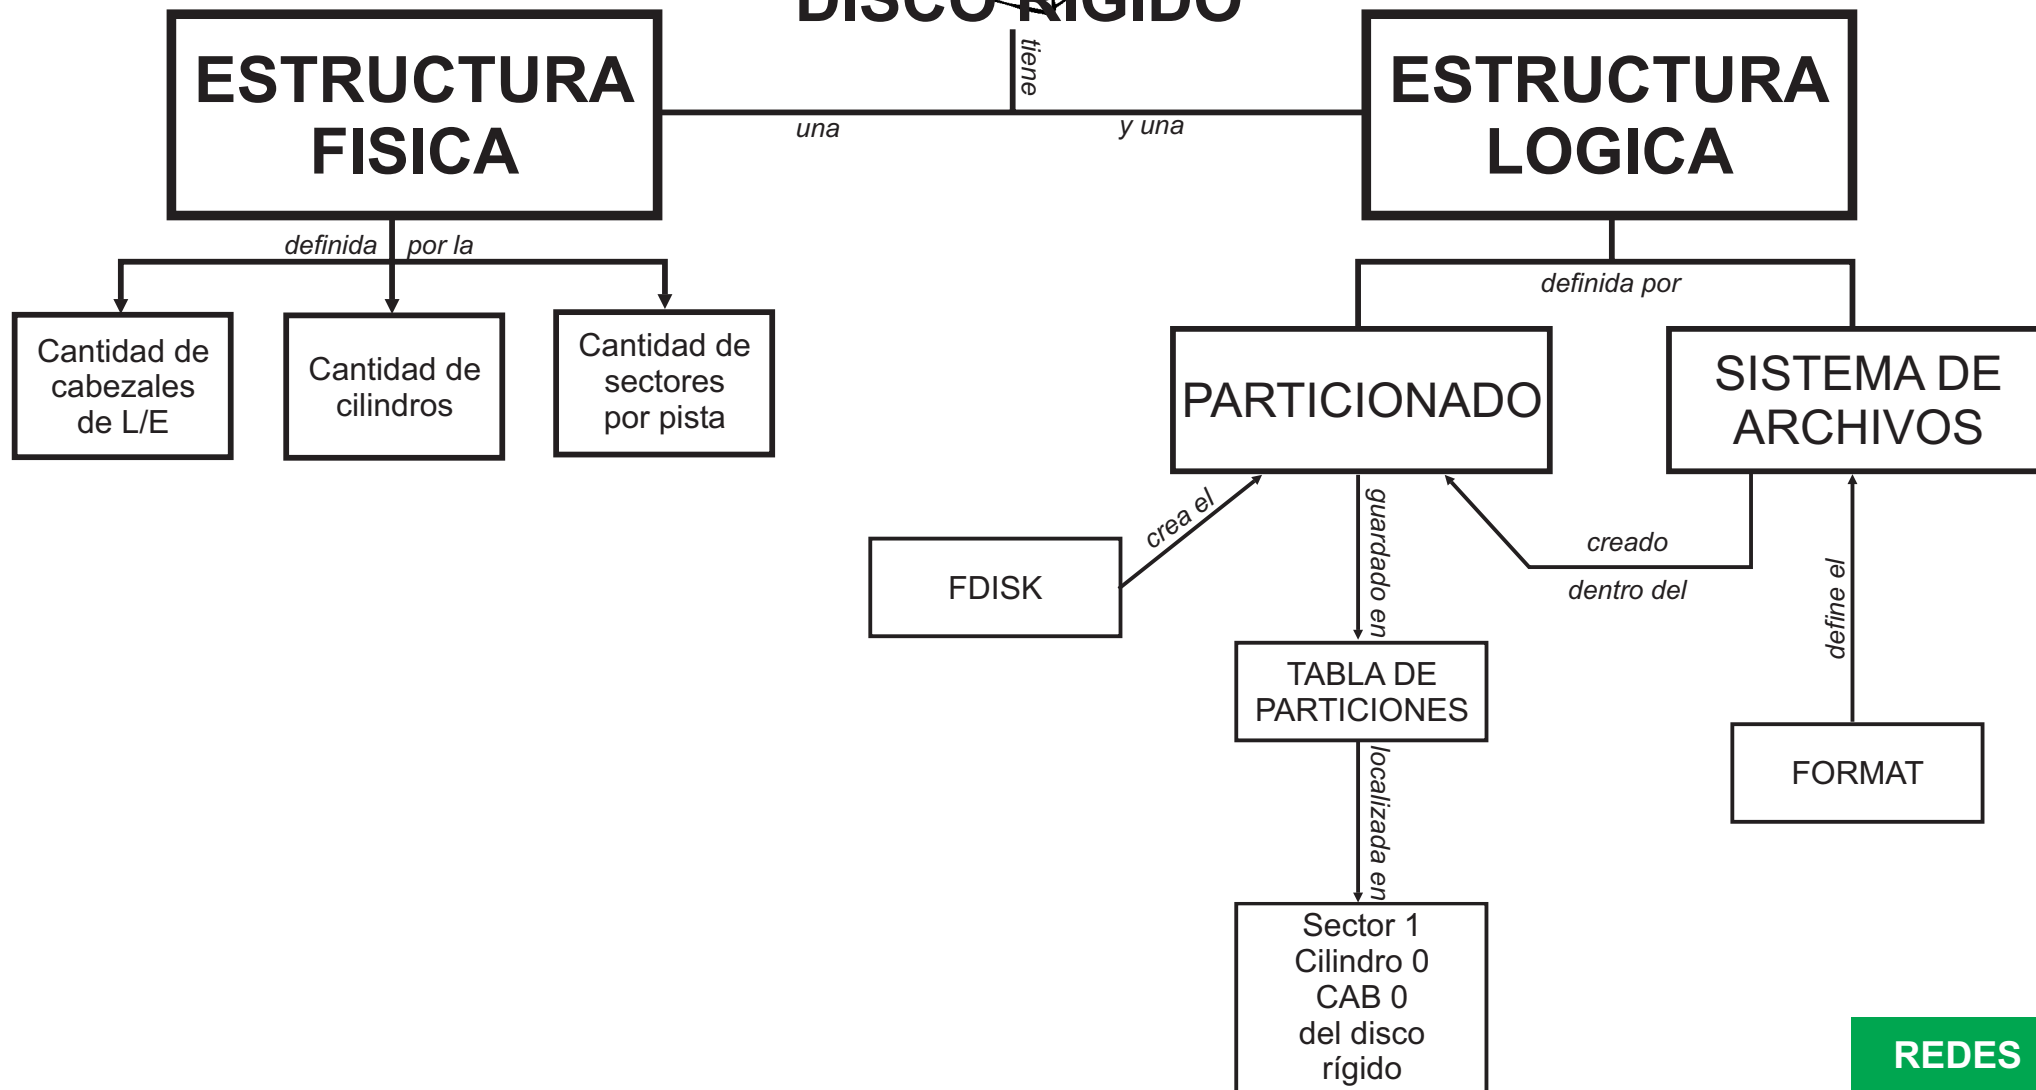 DISCO RIGIDO
tiene
ESTRUCTURA
FISICA
una
y una
ESTRUCTURA
LOGICA
definida por la
Cantidad de
cabezales
de L/E
Cantidad de
cilindros
Cantidad de
sectores
por pista
definida por
PARTICIONADO
SISTEMA DE
ARCHIVOS
crea el
guardado en
creado
dentro del
define el
FDISK
TABLA DE
PARTICIONES
FORMAT
localizada en
Sector 1
Cilindro 0
CAB 0
del disco
rígido
REDES